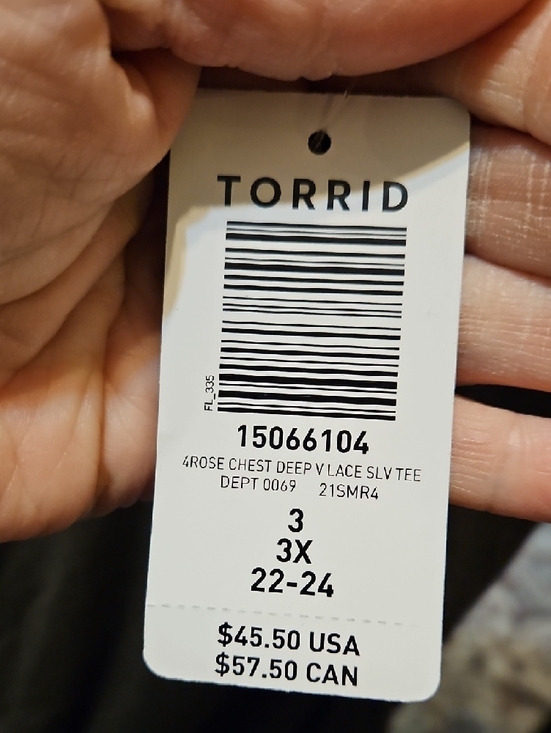 TORRID
FL_335
15066104
4ROSE CHEST DEEP V LACE SLV TEE
DEPT 0069 21SMR4
3
3X
22-24
$45.50 USA
$57.50 CAN